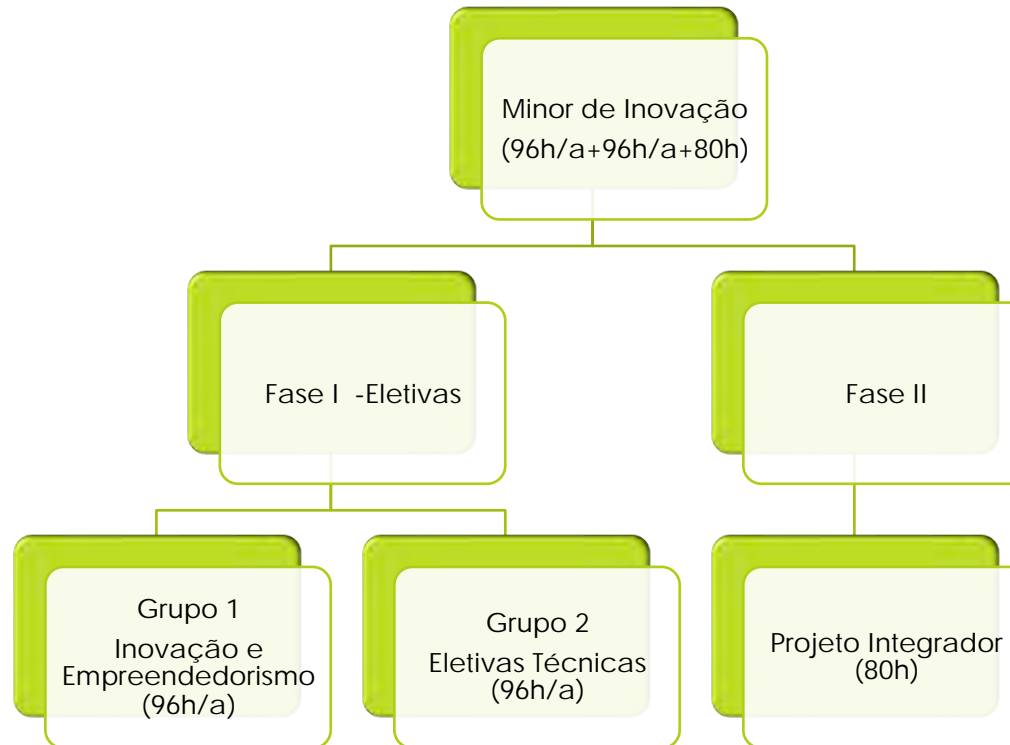 Minor de Inovação
(96h/a+96h/a+80h)
Fase I -Eletivas
Fase II
Grupo 1
Inovação e
Empreendedorismo
(96h/a)
Grupo 2
Eletivas Técnicas
(96h/a)
Projeto Integrador
(80h)